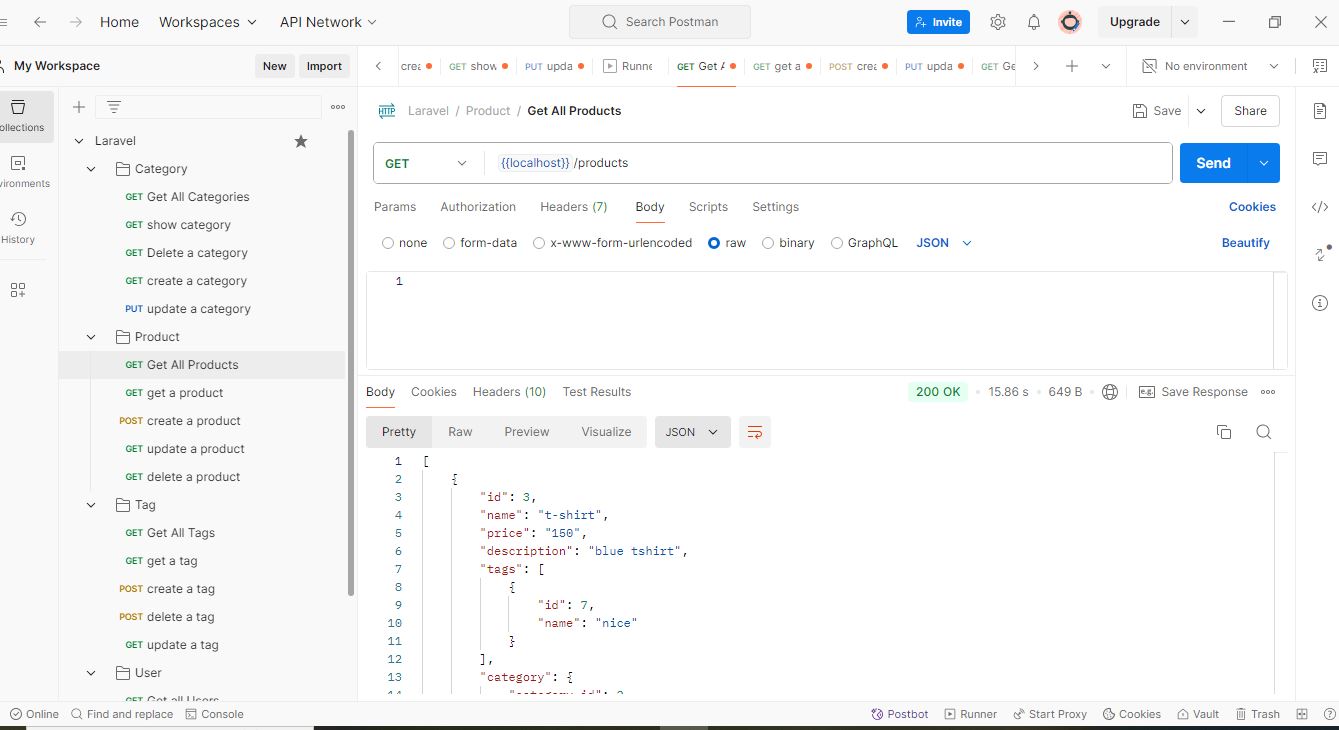 Home Workspaces API Network Search Postman Invite Upgrade
My Workspace New Import
GET show PUT upda Runne GET Get GET get a POST crea PUT upda GET Ge No environment
Laravel / Product / Get All Products Save Share
GET {{localhost}} /products Send
Params Authorization Headers (7) Body Scripts Settings Cookies
none form-data x-www-form-urlencoded raw binary GraphQL JSON Beautify
1
ollections
History
Laravel
Category
GET Get All Categories
GET show category
GET Delete a category
GET create a category
PUT update a category
Product
GET Get All Products
GET get a product
POST create a product
GET update a product
GET delete a product
Tag
GET Get All Tags
GET get a tag
POST create a tag
POST delete a tag
GET update a tag
User
GET Get all Users
Body Cookies Headers (10) Test Results 200 OK • 15.86 s • 649 B • e.g. Save Response
Pretty Raw Preview Visualize JSON
1 [
2 {
3 "id": 3,
4 "name": "t-shirt",
5 "price": "150",
6 "description": "blue tshirt",
7 "tags": [
8 {
9 "id": 7,
10 "name": "nice"
11 }
12 ],
13 "category": {
Online Find and replace Console Postbot Runner Start Proxy Cookies Vault Trash